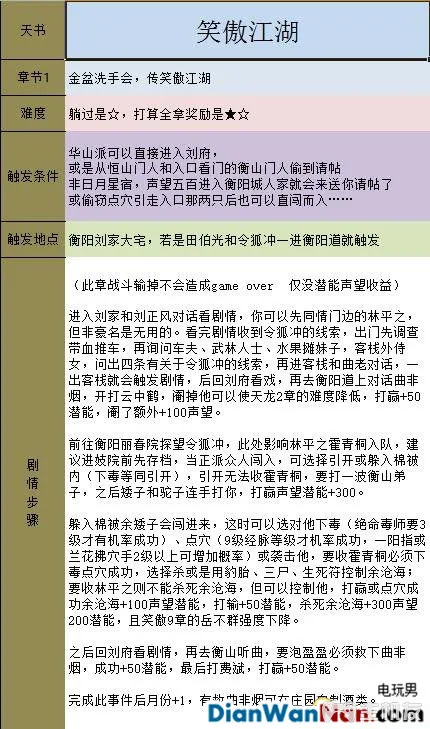 天书
笑傲江湖
章节1
金盆洗手会，传笑傲江湖
难度
躺过是☆，打算全拿奖励是★☆
触发条件
华山派可以直接进入刘府，
或是从恒山门人和入口看门的衡山门人偷到请帖
非日月星宿，声望五百进入衡阳城人家就会来送你请帖了
或偷窃点穴引走入口那两只后也可以直闯而入……
触发地点
衡阳刘家大宅，若是田伯光和令狐冲一进衡阳道就触发
剧情步骤
（此章战斗输掉不会造成game over 仅没潜能声望收益）
进入刘家和刘正风对话看剧情，你可以先同情门边的林平之，
但非豪名是无用的。看完剧情收到令狐冲的线索，出门先调查
带血推车，再询问车夫、武林人士、水果摊妹子，客栈外侍
女，问出四条有关于令狐冲的线索，再进客栈和曲老对话，一
出客栈就会触发剧情，后回刘府看戏，再去衡阳道上对话曲非
烟，开打云中鹤，阉掉他可以使天龙2章的难度降低，打赢+50
潜能，阉了额外+100声望。
前往衡阳丽春院探望令狐冲，此处影响林平之霍青桐入队，建
议进妓院前先存档，当正派众人闯入，可选择引开或躲入棉被
内（下毒等同引开），引开无法收霍青桐，要打一波衡山弟
子，之后矮子和驼子连手打你，打赢声望潜能+300。
躲入棉被余矮子会闯进来，这时可以选对他下毒（绝命毒师要3
级才有机率成功）、点穴（9级经脉等级才机率成功，一阳指或
兰花拂穴手2级以上可增加概率）或袭击他，要收霍青桐必须下
毒点穴成功，选择杀或是用豹胎、三尸、生死符控制余沧海；
要收林平之则不能杀死余沧海，但可以控制他，打赢或点穴成
功余沧海+100声望潜能，打输+50潜能，杀死余沧海+300声望
200潜能，且笑傲9章的岳不群强度下降。
之后回刘府看剧情，再去衡山听曲，要泡盈盈必须救下曲非
烟，成功+50潜能，最后打费斌，打赢+50潜能。
完成此事件后月份+1，有救曲非烟可在庄园
制酒类。
电玩男
DianWanNan.com